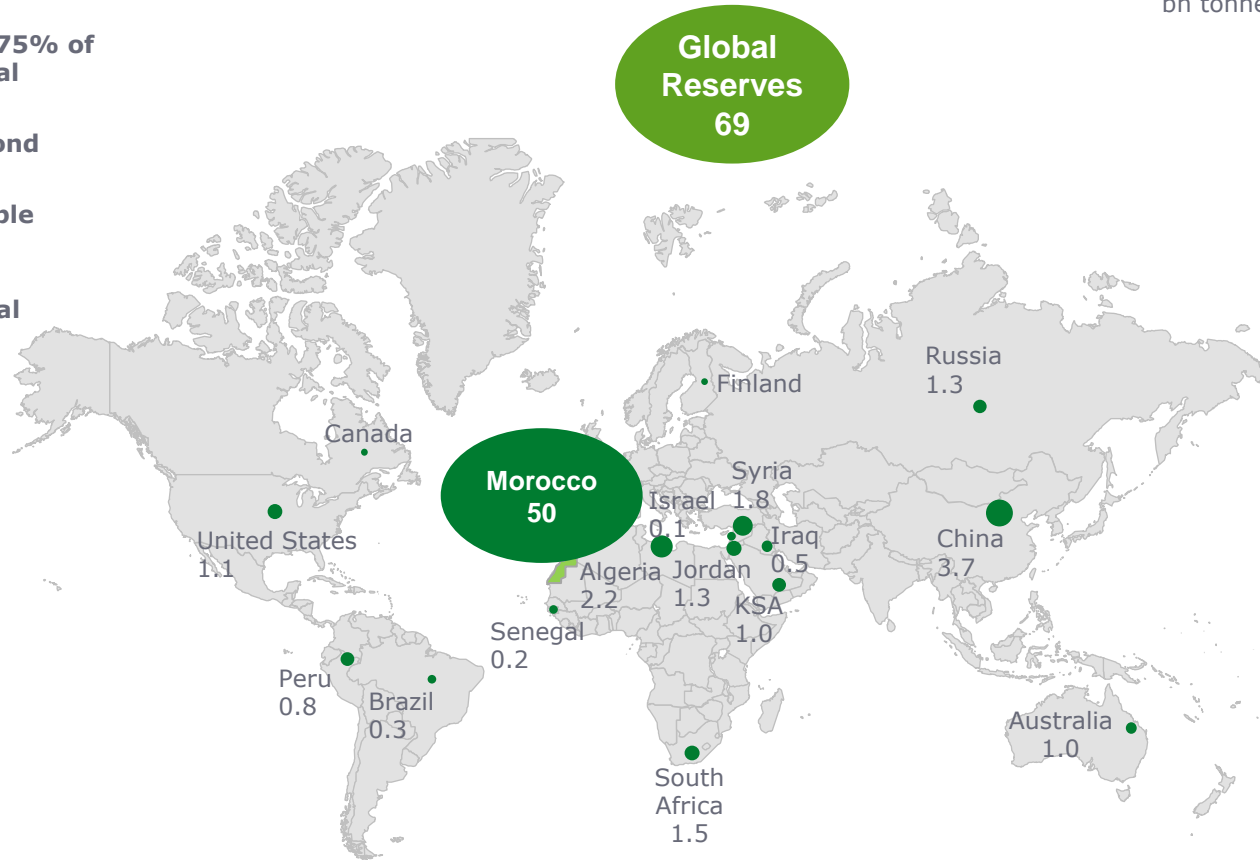 75% of
al
ond
ble
al
bn tonne
Global
Reserves
69
Russia
1.3
Finland
Canada
Morocco
50
Syria
1.8
Israel
0.1
Iraq
0.5
China
3.7
United States
1.1
Algeria
2.2
Jordan
1.3
KSA
1.0
Senegal
0.2
Peru
0.8
Brazil
0.3
Australia
1.0
South
Africa
1.5